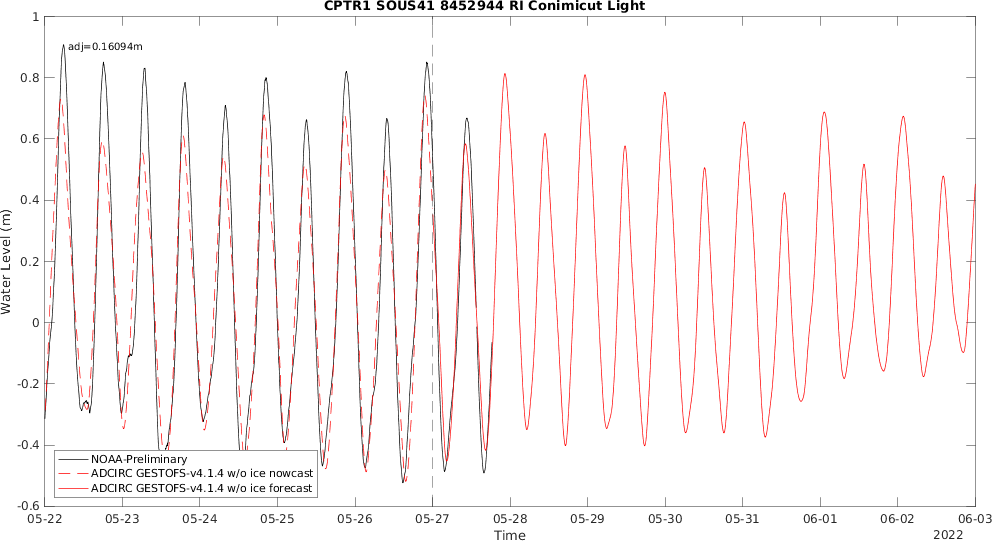 CPTR1 SOUS41 8452944 RI Conimicut Light
1
adj=0.16094m
0.8
0.6
0.4
0.2
0
-0.2
-0.4
-0.6
Water Level (m)
NOAA-Preliminary
ADCIRC GESTOFS-v4.1.4 w/o ice nowcast
ADCIRC GESTOFS-v4.1.4 w/o ice forecast
05-22 05-23 05-24 05-25 05-26 05-27 05-28 05-29 05-30 05-31 06-01 06-02 06-03
Time
2022